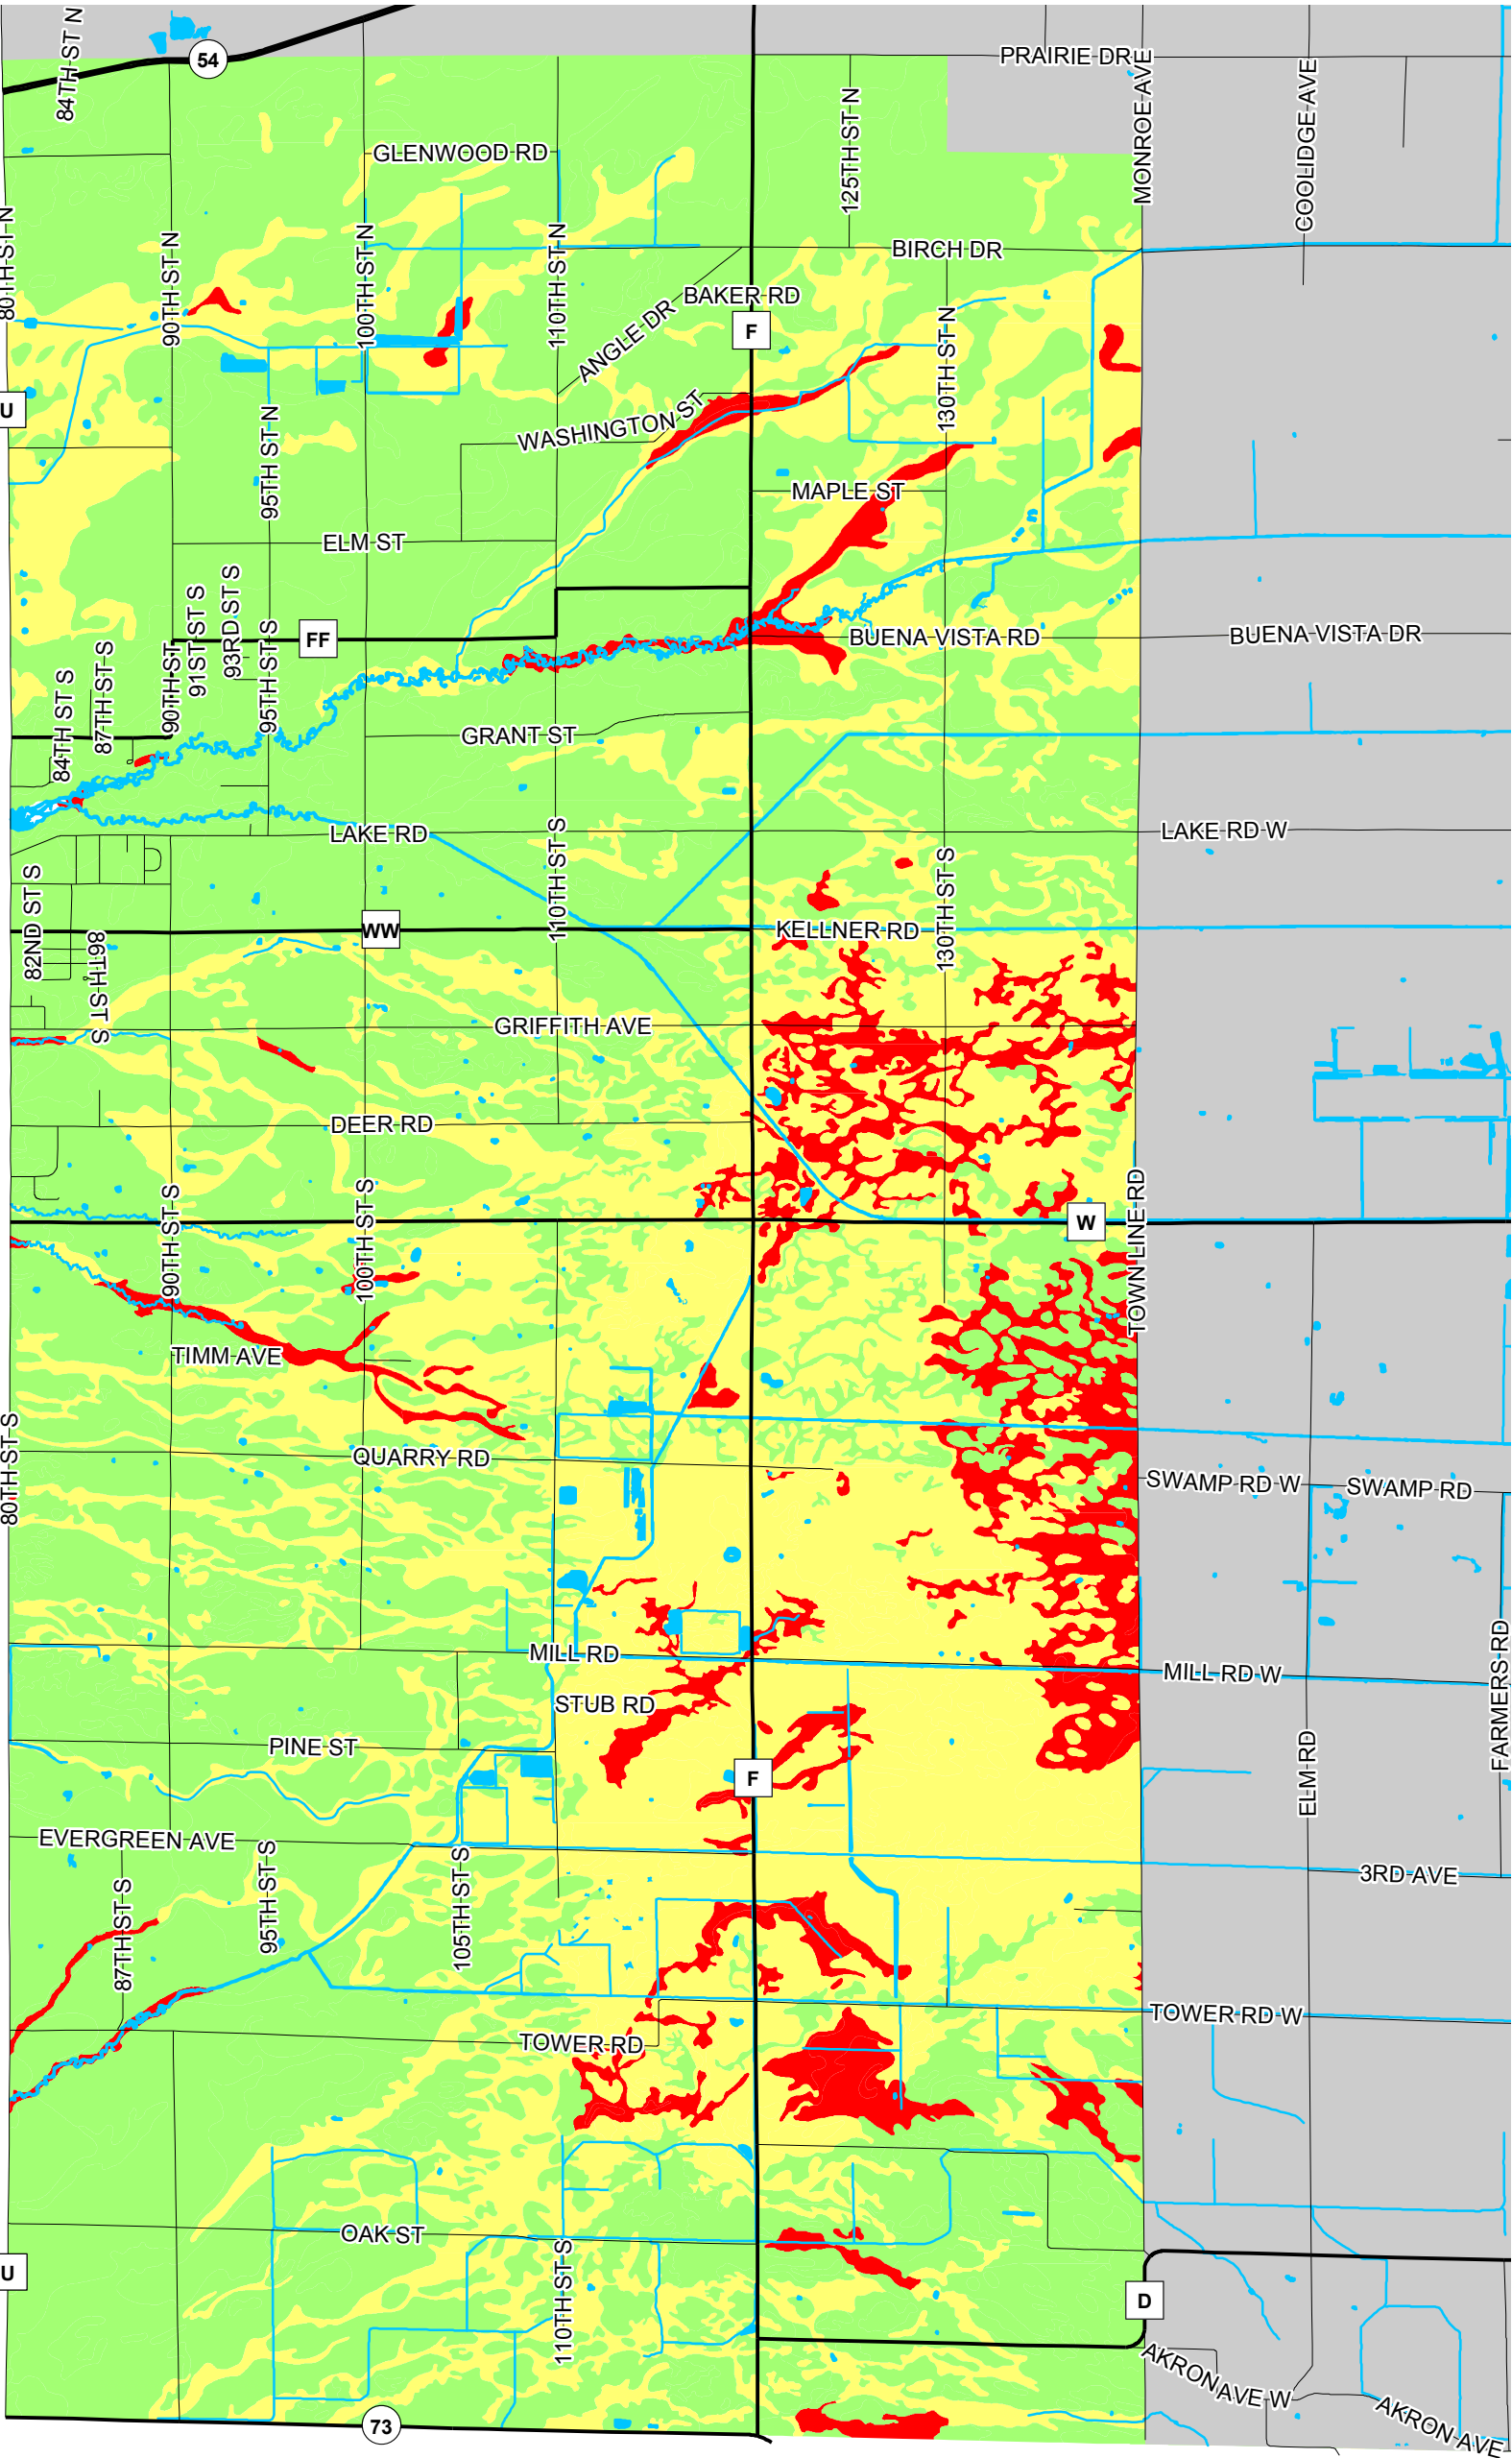 84TH ST N
54
PRAIRIE DR
MONROE AVE
COOLIDGE AVE
125TH ST N
GLENWOOD RD
80TH ST N
90TH ST N
100TH ST N
110TH ST N
BIRCH DR
BAKER RD
ANGLE DR
F
130TH ST N
U
WASHINGTON ST
95TH ST N
MAPLE ST
ELM ST
FF
BUENA VISTA RD
BUENA VISTA DR
84TH ST S
87TH ST S
90TH ST
91ST ST S
93RD ST S
95TH ST S
GRANT ST
LAKE RD
LAKE RD W
110TH ST S
130TH ST S
82ND ST S
86TH ST S
WW
KELLNER RD
GRIFFITH AVE
DEER RD
90TH ST S
100TH ST S
W
TOWN LINE RD
TIMM AVE
80TH ST S
QUARRY RD
SWAMP RD W
SWAMP RD
MILL RD
MILL RD W
FARMERS RD
STUB RD
PINE ST
F
ELM RD
EVERGREEN AVE
3RD AVE
87TH ST S
95TH ST S
105TH ST S
TOWER RD W
TOWER RD
OAK ST
U
110TH ST S
D
AKRON AVE W
AKRON AVE
73